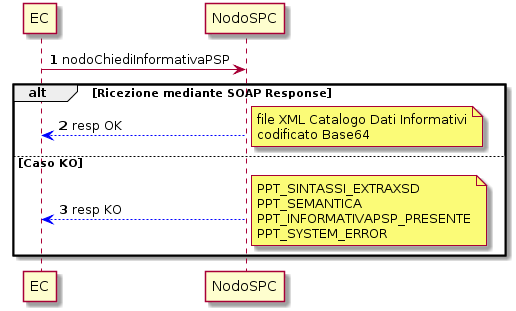 EC
NodoSPC
1 nodoChiediInformativaPSP
alt
[Ricezione mediante SOAP Response]
2 resp OK
file XML Catalogo Dati Informativi
codificato Base64
[Caso KO]
3 resp KO
PPT_SINTASSI_EXTRAXSD
PPT_SEMANTICA
PPT_INFORMATIVAPSP_PRESENTE
PPT_SYSTEM_ERROR
EC
NodoSPC